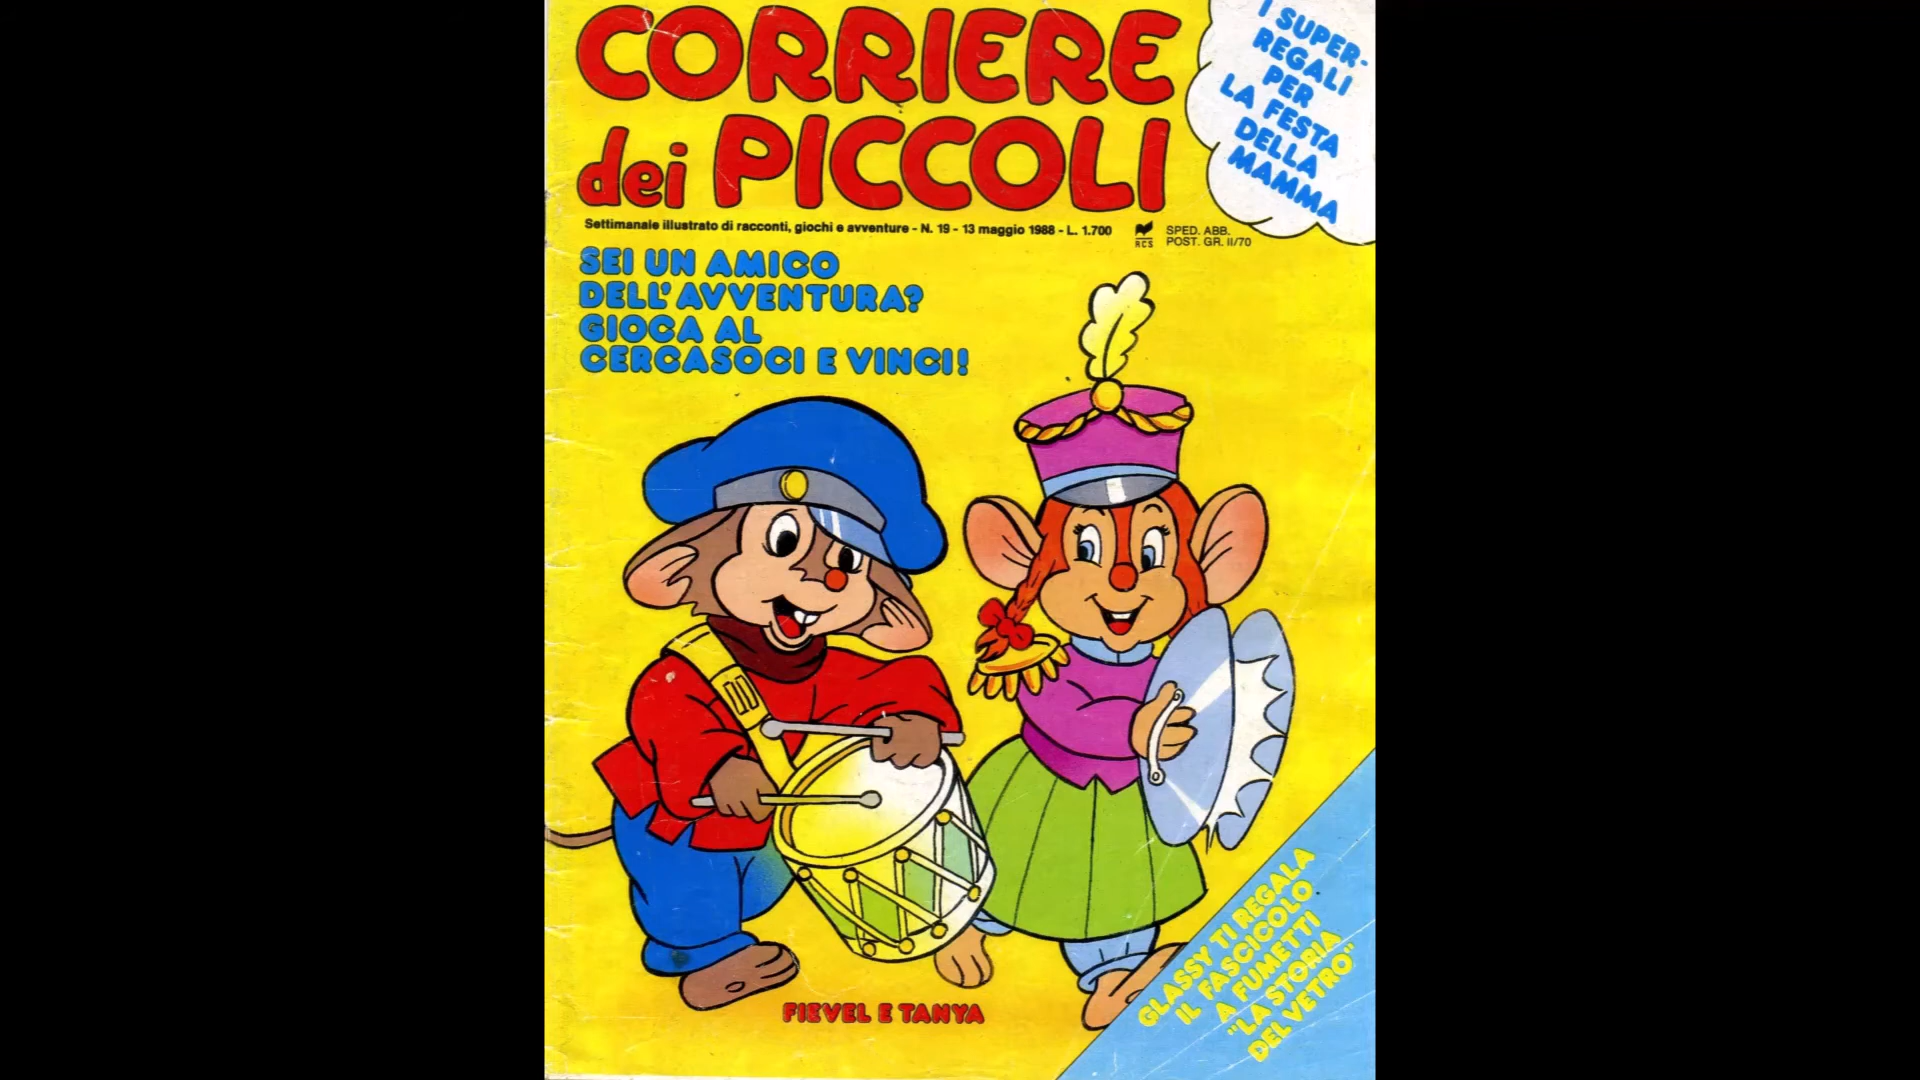 CORRIERE
dei PICCOLI
I SUPER-
REGALI
PER
LA FESTA
DELLA
MAMMA
Settimanale illustrato di racconti, giochi e avventure - N. 19 - 13 maggio 1988 - L. 1.700
RCS
SPED. ABB.
POST. GR. II/70
SEI UN AMICO
DELL'AVVENTURA?
GIOCA AL
CERCASOCI E VINCI!
FIEVEL E TANYA
GLASSY TI REGALA
IL FASCICOLO
A FUMETTI
"LA STORIA
DEL VETRO"